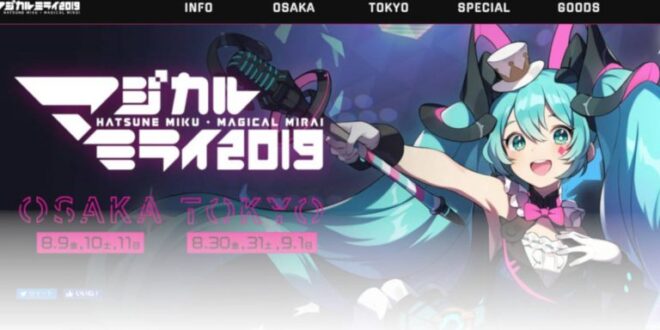 マジカルミライ2019
HATSUNE MIKU・MAGICAL MIRAI
INFO
OSAKA
TOKYO
SPECIAL
GOODS
マジカル
HATSUNE MIKU・MAGICAL MIRAI
ミライ2019
OSAKA TOKYO
8.9金,10土,11日
8.30金,31土,9.1日
ツイート
いいね!